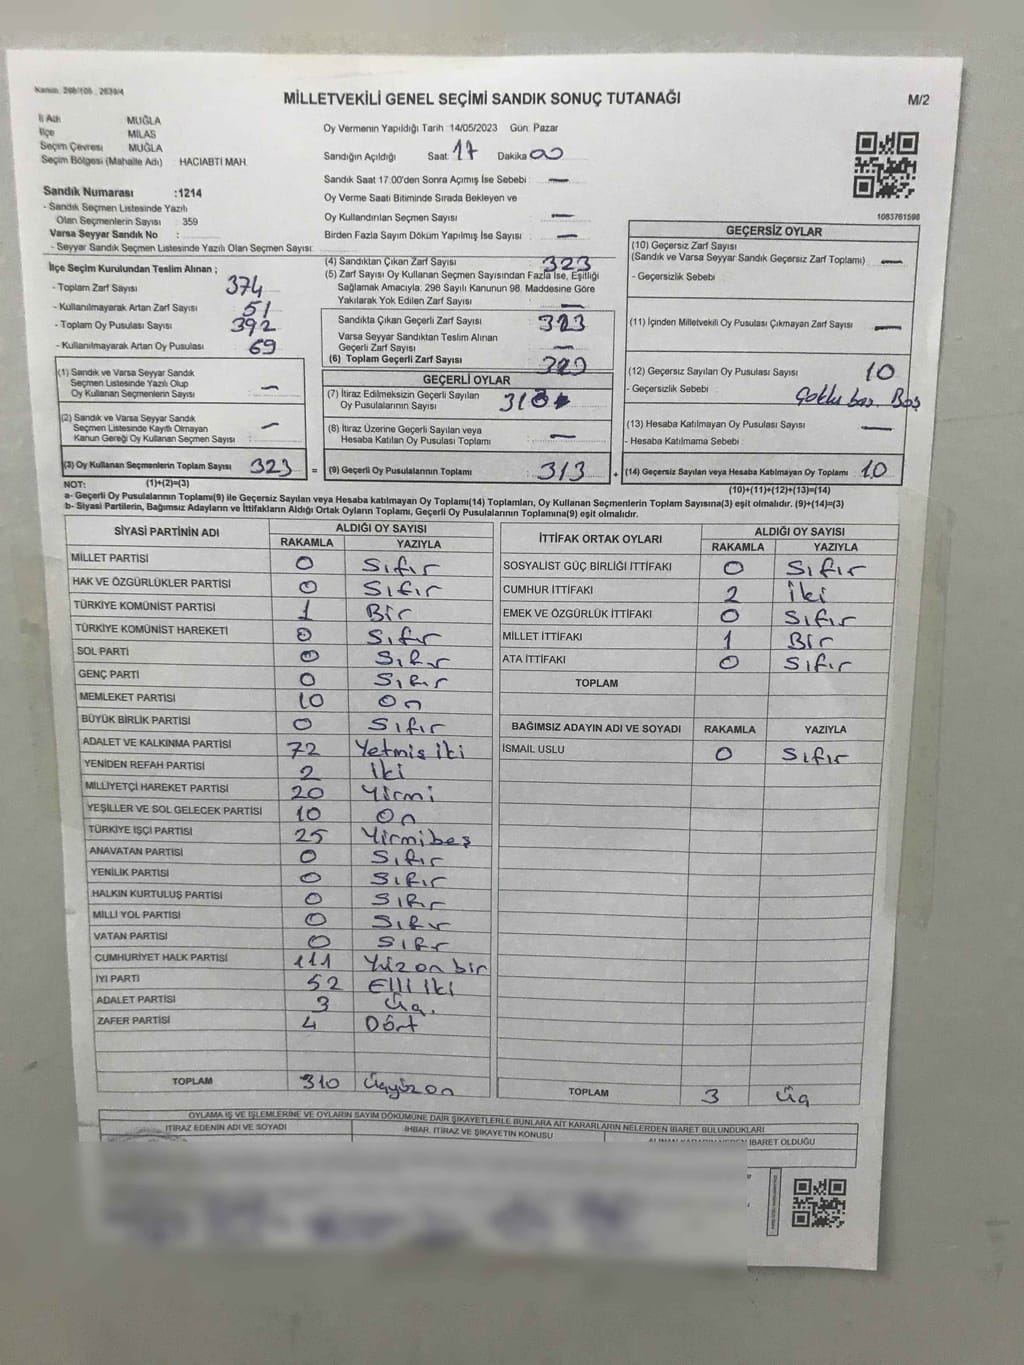 Kanun, 298/105 , 2839/4
MİLLETVEKİLİ GENEL SEÇİMİ SANDIK SONUÇ TUTANAĞI
M/2
İl Adı MUĞLA
İlçe MİLAS
Seçim Çevresi MUĞLA
Seçim Bölgesi (Mahalle Adı) HACIABTİ MAH.
Oy Vermenin Yapıldığı Tarih :14/05/2023 Gün: Pazar
Sandığın Açıldığı Saat: 17 Dakika 00
Sandık Saat 17:00'den Sonra Açımış İse Sebebi : —
Oy Verme Saati Bitiminde Sırada Bekleyen ve
Oy Kullandırılan Seçmen Sayısı : —
Birden Fazla Sayım Döküm Yapılmış İse Sayısı : —
1083761598
Sandık Numarası :1214
- Sandık Seçmen Listesinde Yazılı
Olan Seçmenlerin Sayısı : 359
Varsa Seyyar Sandık No :
- Seyyar Sandık Seçmen Listesinde Yazılı Olan Seçmen Sayısı:
İlçe Seçim Kurulundan Teslim Alınan ;
- Toplam Zarf Sayısı : 374
- Kullanılmayarak Artan Zarf Sayısı : 51
- Toplam Oy Pusulası Sayısı : 392
- Kullanılmayarak Artan Oy Pusulası : 69
(4) Sandıktan Çıkan Zarf Sayısı : 323
(5) Zarf Sayısı Oy Kullanan Seçmen Sayısından Fazla İse, Eşitliği
Sağlamak Amacıyla, 298 Sayılı Kanunun 98. Maddesine Göre
Yakılarak Yok Edilen Zarf Sayısı : —
Sandıkta Çıkan Geçerli Zarf Sayısı : 323
Varsa Seyyar Sandıktan Teslim Alınan
Geçerli Zarf Sayısı : —
(6) Toplam Geçerli Zarf Sayısı : 323
GEÇERSİZ OYLAR
(10) Geçersiz Zarf Sayısı
(Sandık ve Varsa Seyyar Sandık Geçersiz Zarf Toplamı) : —
- Geçersizlik Sebebi :
(11) İçinden Milletvekili Oy Pusulası Çıkmayan Zarf Sayısı : —
(12) Geçersiz Sayılan Oy Pusulası Sayısı : 10
- Geçersizlik Sebebi : Boş
(13) Hesaba Katılmayan Oy Pusulası Sayısı : —
- Hesaba Katılmama Sebebi :
(14) Geçersiz Sayılan veya Hesaba Katılmayan Oy Toplamı : 10
(10)+(11)+(12)+(13)=(14)
(1) Sandık ve Varsa Seyyar Sandık
Seçmen Listesinde Yazılı Olup
Oy Kullanan Seçmenlerin Sayısı : —
(2) Sandık ve Varsa Seyyar Sandık
Seçmen Listesinde Kayıtlı Olmayan
Kanun Gereği Oy Kullanan Seçmen Sayısı : —
(3) Oy Kullanan Seçmenlerin Toplam Sayısı : 323 =
GEÇERLİ OYLAR
(7) İtiraz Edilmeksizin Geçerli Sayılan
Oy Pusulalarının Sayısı :
(8) İtiraz Üzerine Geçerli Sayılan veya
Hesaba Katılan Oy Pusulası Toplamı : —
(9) Geçerli Oy Pusulalarının Toplamı : 313 +
NOT: (1)+(2)=(3)
a- Geçerli Oy Pusulalarının Toplamı(9) ile Geçersiz Sayılan veya Hesaba katılmayan Oy Toplamı(14) Toplamları, Oy Kullanan Seçmenlerin Toplam Sayısına(3) eşit olmalıdır. (9)+(14)=(3)
b- Siyasi Partilerin, Bağımsız Adayların ve İttifakların Aldığı Ortak Oyların Toplamı, Geçerli Oy Pusulalarının Toplamına(9) eşit olmalıdır.
SİYASİ PARTİNİN ADI ALDIĞI OY SAYISI
RAKAMLA YAZIYLA
MİLLET PARTİSİ 0 Sıfır
HAK VE ÖZGÜRLÜKLER PARTİSİ 0 Sıfır
TÜRKİYE KOMÜNİST PARTİSİ 1 Bir
TÜRKİYE KOMÜNİST HAREKETİ 0 Sıfır
SOL PARTİ 0 Sıfır
GENÇ PARTİ 0 Sıfır
MEMLEKET PARTİSİ 10 On
BÜYÜK BİRLİK PARTİSİ 0 Sıfır
ADALET VE KALKINMA PARTİSİ 72 Yetmiş iki
YENİDEN REFAH PARTİSİ 2 İki
MİLLİYETÇİ HAREKET PARTİSİ 20 Yirmi
YEŞİLLER VE SOL GELECEK PARTİSİ 10 On
TÜRKİYE İŞÇİ PARTİSİ 25 Yirmibeş
ANAVATAN PARTİSİ 0 Sıfır
YENİLİK PARTİSİ 0 Sıfır
HALKIN KURTULUŞ PARTİSİ 0 Sıfır
MİLLİ YOL PARTİSİ 0 Sıfır
VATAN PARTİSİ 0 Sıfır
CUMHURİYET HALK PARTİSİ 111 Yüz on bir
İYİ PARTİ 52 Elli iki
ADALET PARTİSİ 3 Üç.
ZAFER PARTİSİ 4 Dört
TOPLAM 310 Üçyüzon
İTTİFAK ORTAK OYLARI ALDIĞI OY SAYISI
RAKAMLA YAZIYLA
SOSYALİST GÜÇ BİRLİĞİ İTTİFAKI 0 Sıfır
CUMHUR İTTİFAKI 2 İki
EMEK VE ÖZGÜRLÜK İTTİFAKI 0 Sıfır
MİLLET İTTİFAKI 1 Bir
ATA İTTİFAKI 0 Sıfır
TOPLAM
BAĞIMSIZ ADAYIN ADI VE SOYADI RAKAMLA YAZIYLA
İSMAİL USLU 0 Sıfır
TOPLAM 3 Üç
OYLAMA İŞ VE İŞLEMLERİNE VE OYLARIN SAYIM DÖKÜMÜNE DAİR ŞİKAYETLERLE BUNLARA AİT KARARLARIN NELERDEN İBARET BULUNDUKLARI
İTİRAZ EDENİN ADI VE SOYADI İHBAR, İTİRAZ VE ŞİKAYETİN KONUSU İBARET OLDUĞU